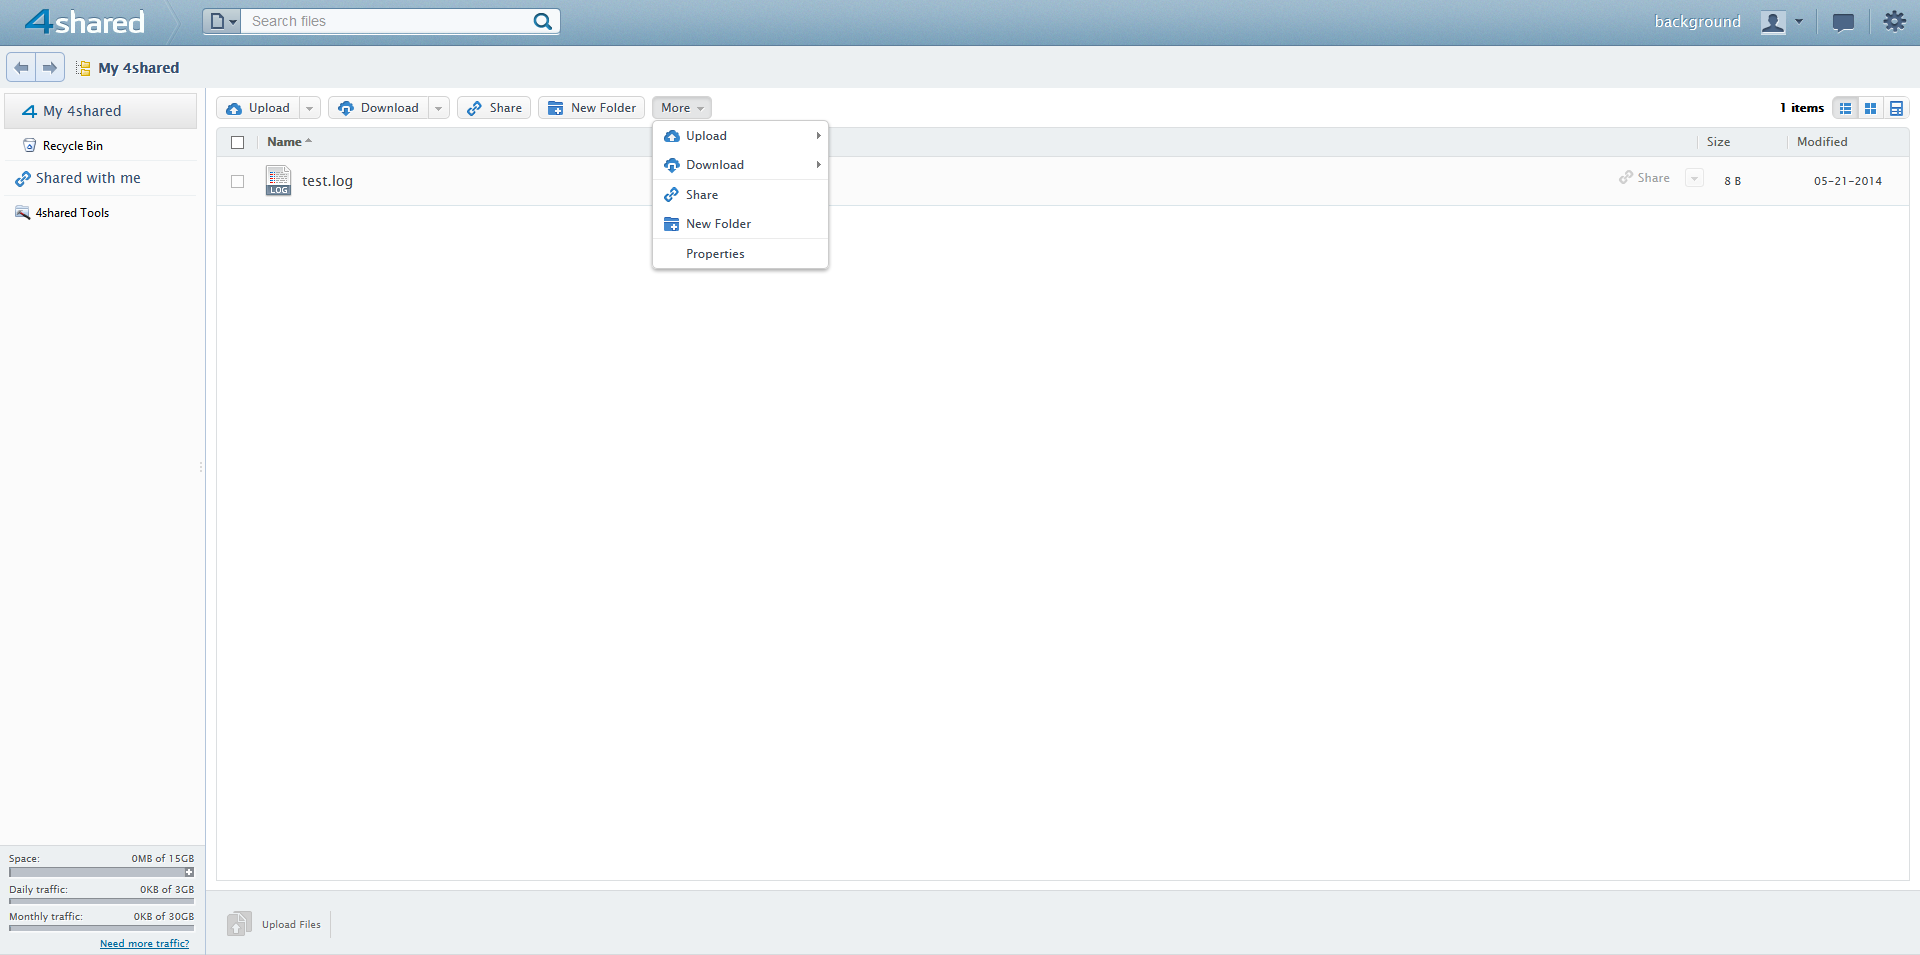 4shared
Search files
background
My 4shared
My 4shared
Recycle Bin
Shared with me
4shared Tools
Upload
Download
Share
New Folder
More
1 items
Name
Size
Modified
LOG
test.log
Share
8 B
05-21-2014
Upload
Download
Share
New Folder
Properties
Space: 0MB of 15GB
Daily traffic: 0KB of 3GB
Monthly traffic: 0KB of 30GB
Need more traffic?
Upload Files